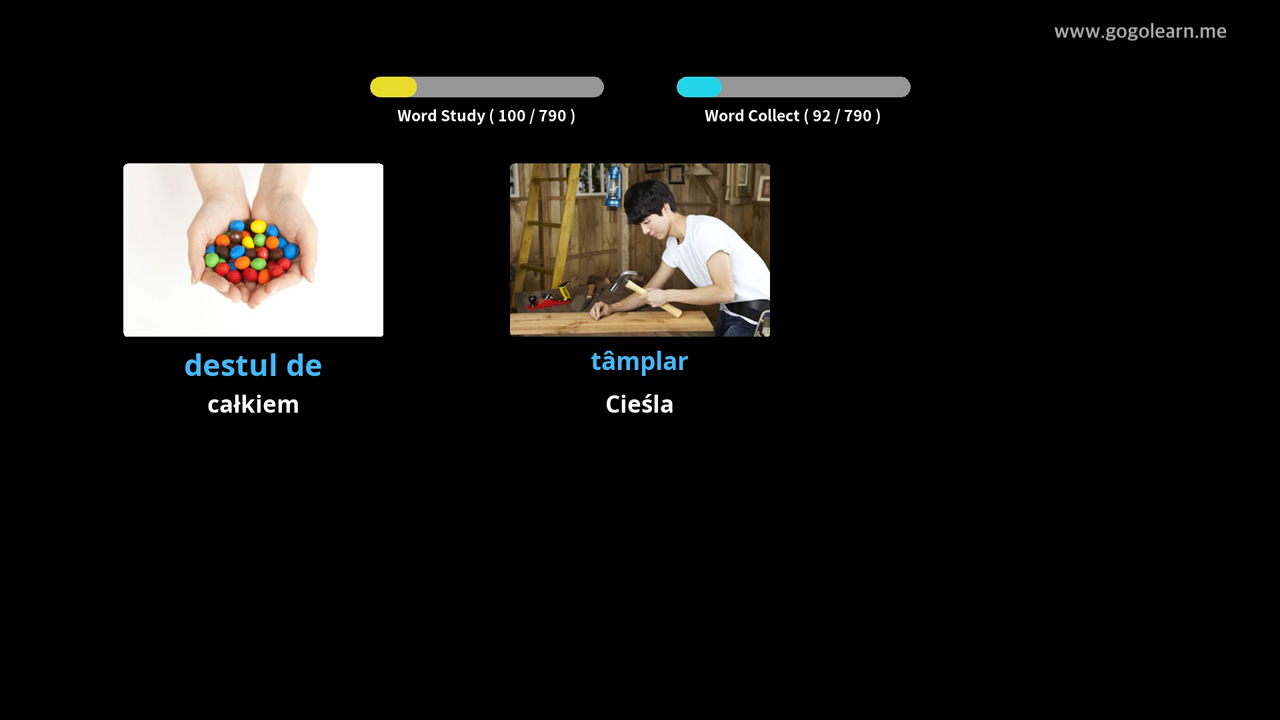 www.gogolearn.me
Word Study ( 100 / 790 )
Word Collect ( 92 / 790 )
destul de
całkiem
tâmplar
Cieśla